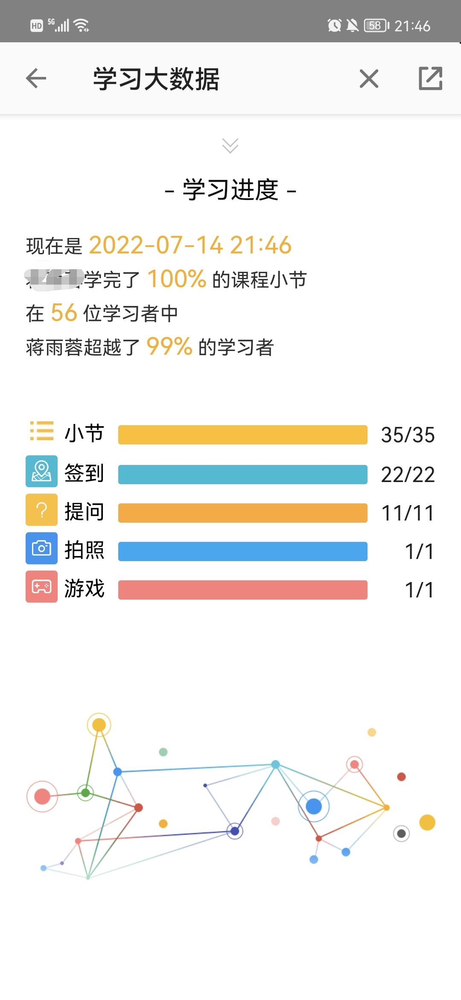 HD 5G 58 21:46
学习大数据
- 学习进度 -
现在是 2022-07-14 21:46
学完了 100% 的课程小节
在 56 位学习者中
蒋雨蓉超越了 99% 的学习者
小节 35/35
签到 22/22
? 提问 11/11
拍照 1/1
游戏 1/1